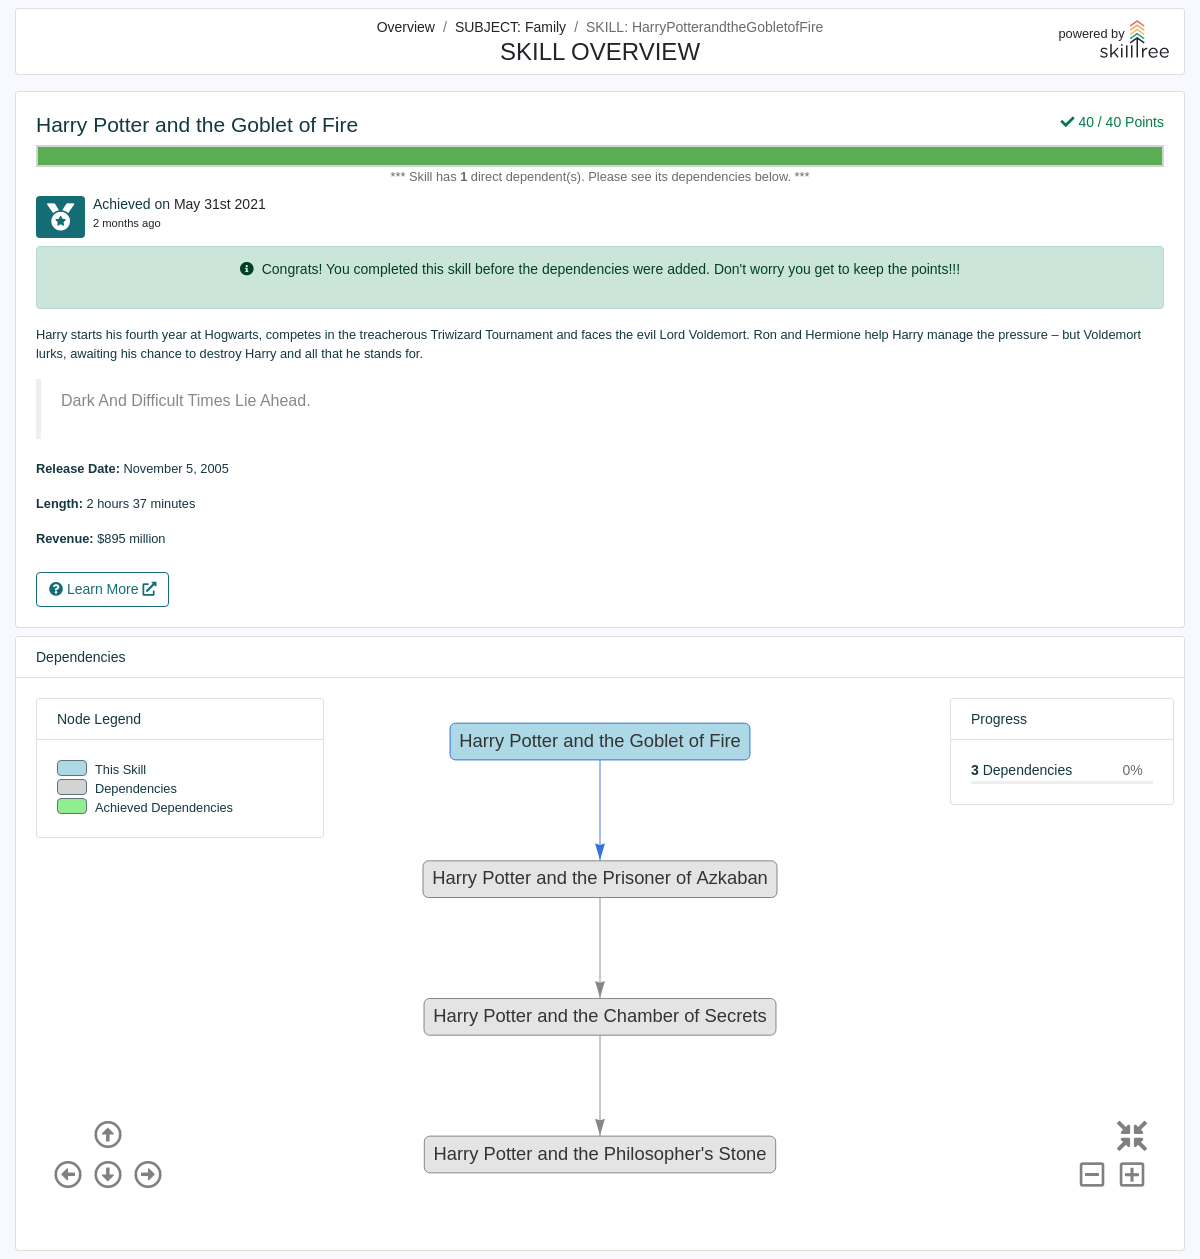 Overview / SUBJECT: Family / SKILL: HarryPotterandtheGobletofFire
SKILL OVERVIEW
powered by
skilltree
Harry Potter and the Goblet of Fire
40 / 40 Points
*** Skill has 1 direct dependent(s). Please see its dependencies below. ***
Achieved on May 31st 2021
2 months ago
Congrats! You completed this skill before the dependencies were added. Don't worry you get to keep the points!!!
Harry starts his fourth year at Hogwarts, competes in the treacherous Triwizard Tournament and faces the evil Lord Voldemort. Ron and Hermione help Harry manage the pressure – but Voldemort
lurks, awaiting his chance to destroy Harry and all that he stands for.
Dark And Difficult Times Lie Ahead.
Release Date: November 5, 2005
Length: 2 hours 37 minutes
Revenue: $895 million
Learn More
Dependencies
Node Legend
This Skill
Dependencies
Achieved Dependencies
Harry Potter and the Goblet of Fire
Harry Potter and the Prisoner of Azkaban
Harry Potter and the Chamber of Secrets
Harry Potter and the Philosopher's Stone
Progress
3 Dependencies 0%